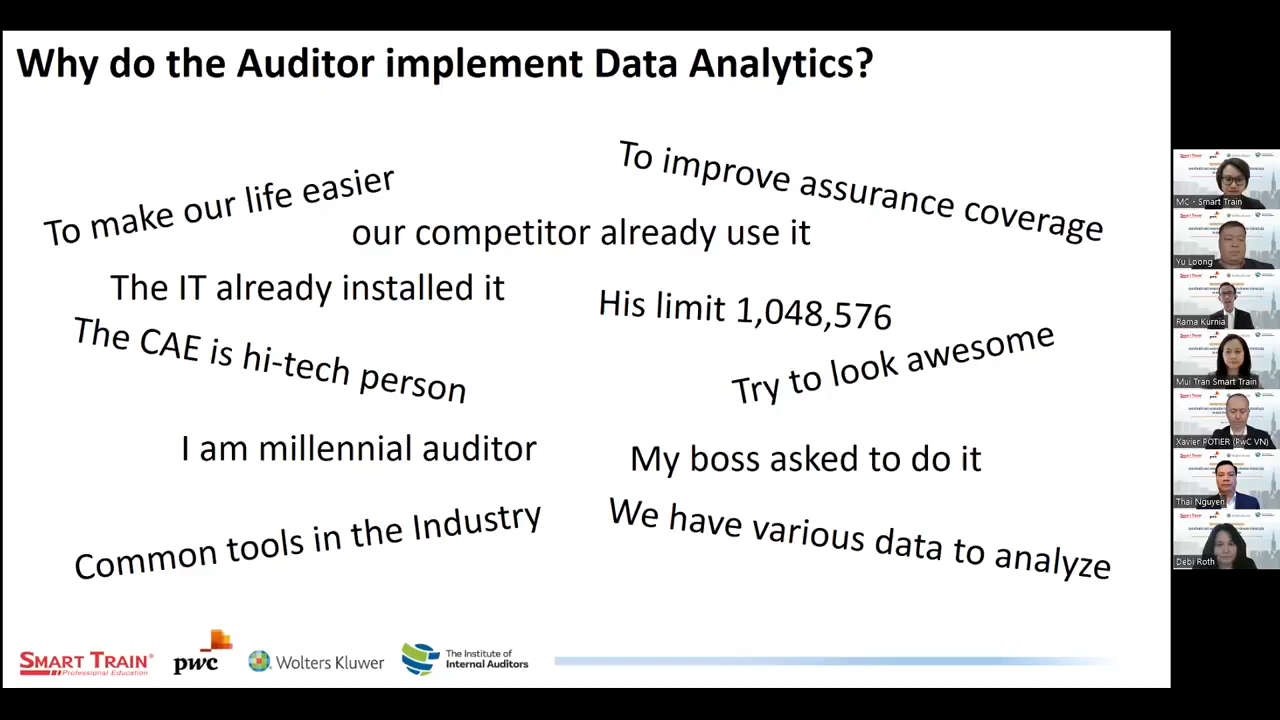 Why do the Auditor implement Data Analytics?
To make our life easier
To improve assurance coverage
our competitor already use it
The IT already installed it
His limit 1,048,576
The CAE is hi-tech person
Try to look awesome
I am millennial auditor
My boss asked to do it
Common tools in the Industry
We have various data to analyze
SMART TRAIN
Professional Education
pwc
Wolters Kluwer
The Institute of
Internal Auditors
MC - Smart Train
Yu Loong
Rama Kurnia
Mui Tran Smart Train
Xavier POTIER (PwC VN)
Thai Nguyen
Debi Roth